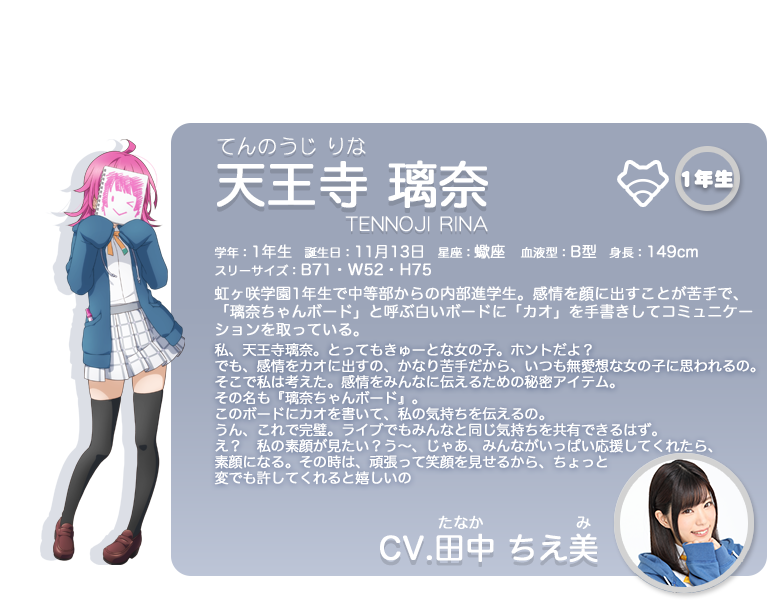 てんのうじ りな
天王寺 璃奈
TENNOJI RINA
1年生
学年：1年生 誕生日：11月13日 星座：蠍座 血液型：B型 身長：149cm
スリーサイズ：B71・W52・H75
虹ヶ咲学園1年生で中等部からの内部進学生。感情を顔に出すことが苦手で、
「璃奈ちゃんボード」と呼ぶ白いボードに「カオ」を手書きしてコミュニケー
ションを取っている。
私、天王寺璃奈。とってもきゅーとな女の子。ホントだよ？
でも、感情をカオに出すの、かなり苦手だから、いつも無愛想な女の子に思われるの。
そこで私は考えた。感情をみんなに伝えるための秘密アイテム。
その名も『璃奈ちゃんボード』。
このボードにカオを書いて、私の気持ちを伝えるの。
うん、これで完璧。ライブでもみんなと同じ気持ちを共有できるはず。
え？　私の素顔が見たい？う〜、じゃあ、みんながいっぱい応援してくれたら、
素顔になる。その時は、頑張って笑顔を見せるから、ちょっと
変でも許してくれると嬉しいの
たなか み
CV.田中 ちえ美